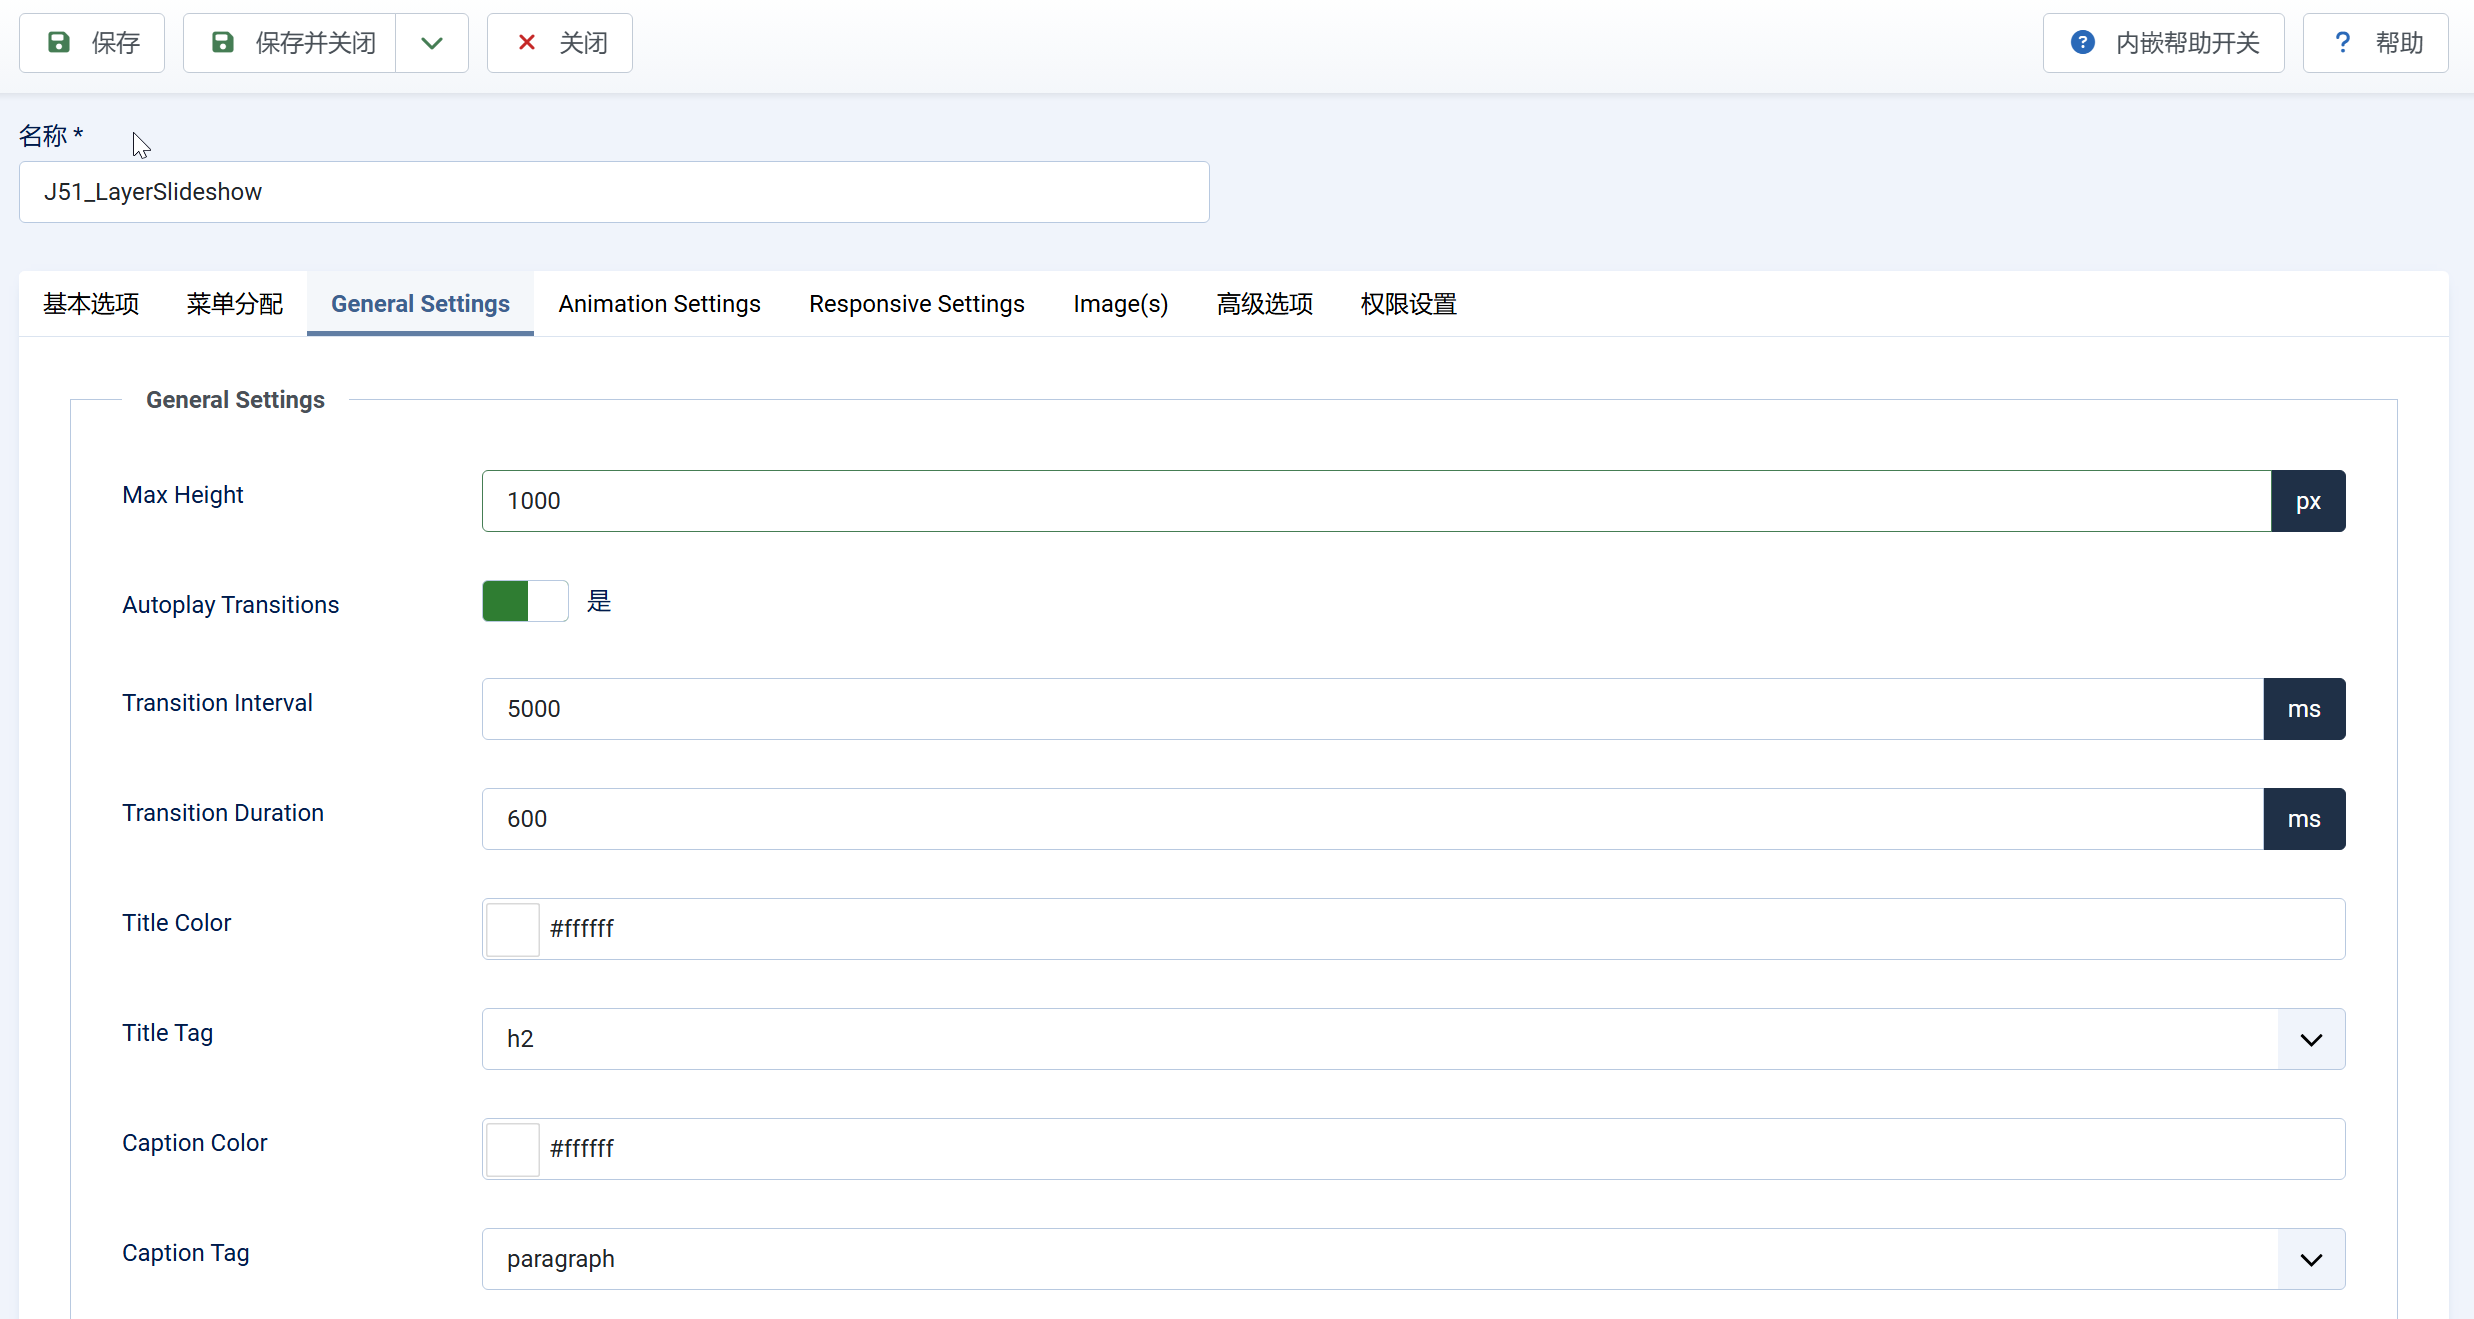 保存
保存并关闭
关闭
内嵌帮助开关
? 帮助
名称 *
J51_LayerSlideshow
基本选项
菜单分配
General Settings
Animation Settings
Responsive Settings
Image(s)
高级选项
权限设置
General Settings
Max Height
1000
px
Autoplay Transitions
是
Transition Interval
5000
ms
Transition Duration
600
ms
Title Color
#ffffff
Title Tag
h2
Caption Color
#ffffff
Caption Tag
paragraph